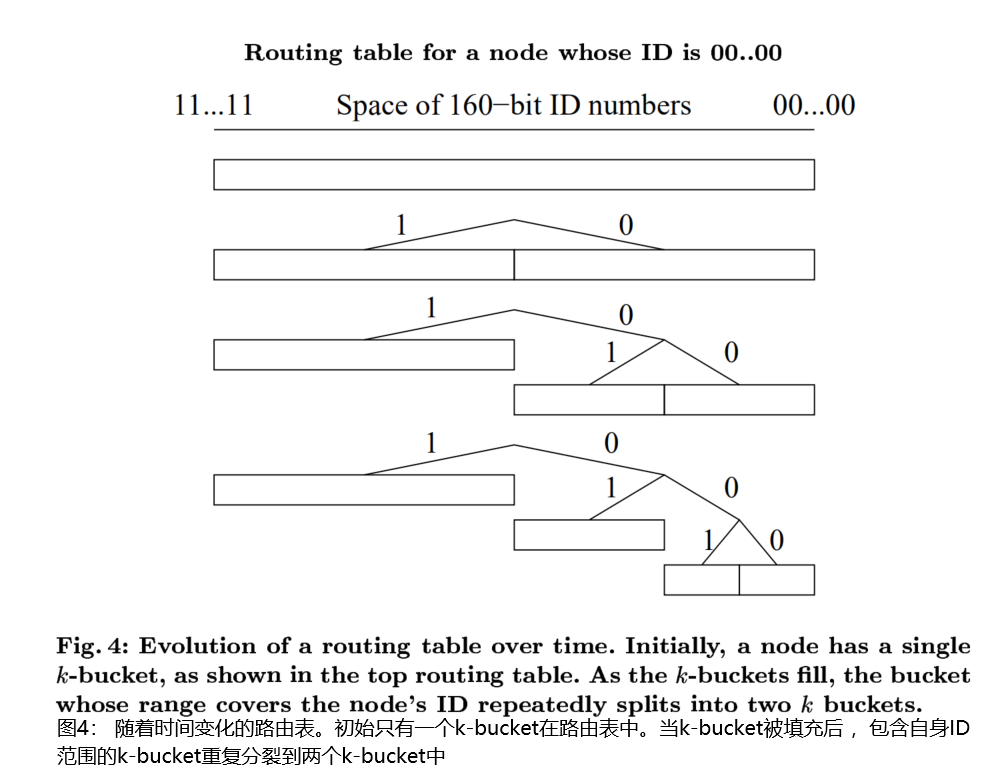 Routing table for a node whose ID is 00..00
11...11 Space of 160−bit ID numbers 00...00
1 0
1 0
1 0
1 0
1 0
1 0
Fig. 4: Evolution of a routing table over time. Initially, a node has a single
k-bucket, as shown in the top routing table. As the k-buckets fill, the bucket
whose range covers the node's ID repeatedly splits into two k buckets.
图4： 随着时间变化的路由表。初始只有一个k-bucket在路由表中。当k-bucket被填充后 ，包含自身ID
范围的k-bucket重复分裂到两个k-bucket中